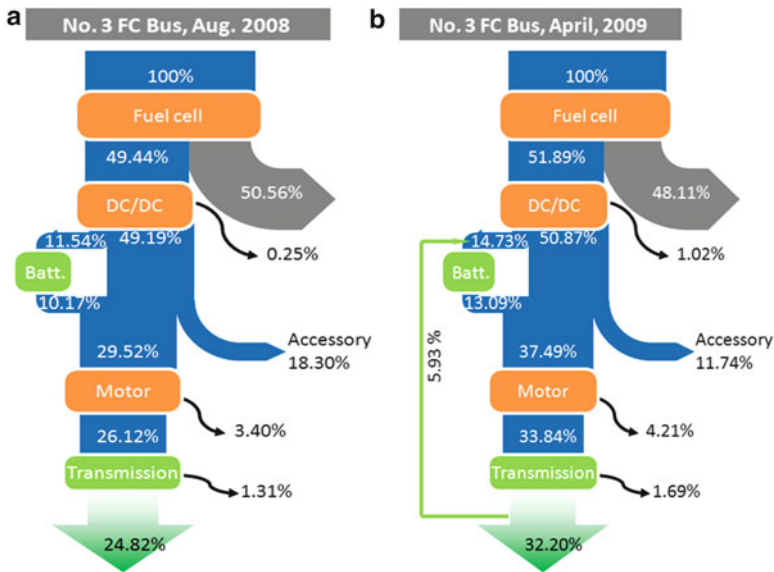 a
No. 3 FC Bus, Aug. 2008
100%
Fuel cell
49.44%
50.56%
DC/DC
0.25%
11.54%
49.19%
Batt.
10.17%
29.52%
Accessory
18.30%
Motor
3.40%
26.12%
Transmission
1.31%
24.82%
b
No. 3 FC Bus, April, 2009
100%
Fuel cell
51.89%
48.11%
DC/DC
1.02%
14.73%
50.87%
Batt.
13.09%
5.93 %
37.49%
Accessory
11.74%
Motor
4.21%
33.84%
Transmission
1.69%
32.20%